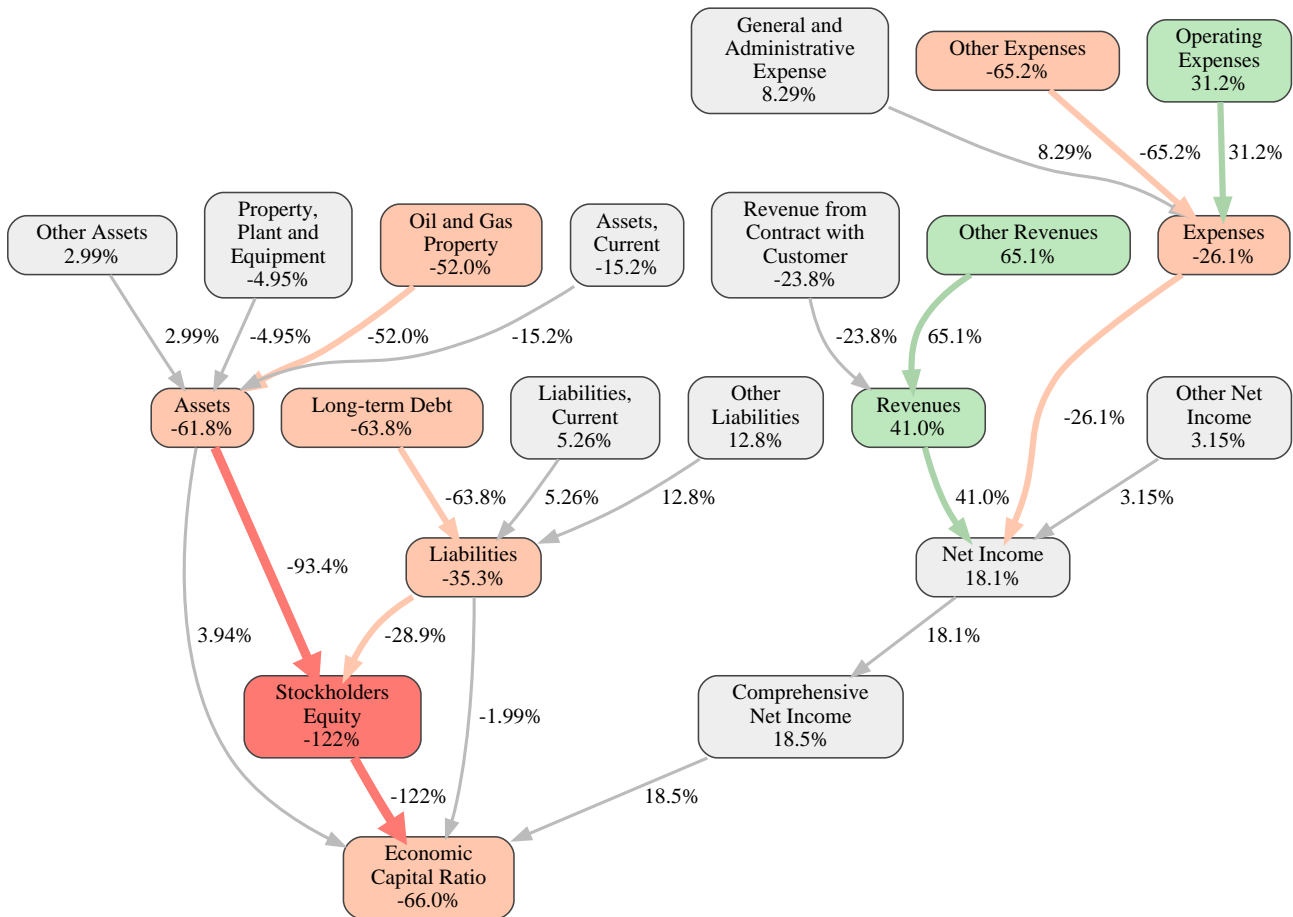 General and
Administrative
Expense
8.29%
Other Expenses
-65.2%
Operating
Expenses
31.2%
8.29%
-65.2%
31.2%
Other Assets
2.99%
Property,
Plant and
Equipment
-4.95%
Oil and Gas
Property
-52.0%
Assets,
Current
-15.2%
Revenue from
Contract with
Customer
-23.8%
Other Revenues
65.1%
Expenses
-26.1%
2.99%
-4.95%
-52.0%
-15.2%
-23.8%
65.1%
Assets
-61.8%
Long-term Debt
-63.8%
Liabilities,
Current
5.26%
Other
Liabilities
12.8%
Revenues
41.0%
-26.1%
Other Net
Income
3.15%
-63.8%
5.26%
12.8%
41.0%
3.15%
-93.4%
Liabilities
-35.3%
Net Income
18.1%
3.94%
-28.9%
18.1%
Stockholders
Equity
-122%
-1.99%
Comprehensive
Net Income
18.5%
-122%
18.5%
Economic
Capital Ratio
-66.0%